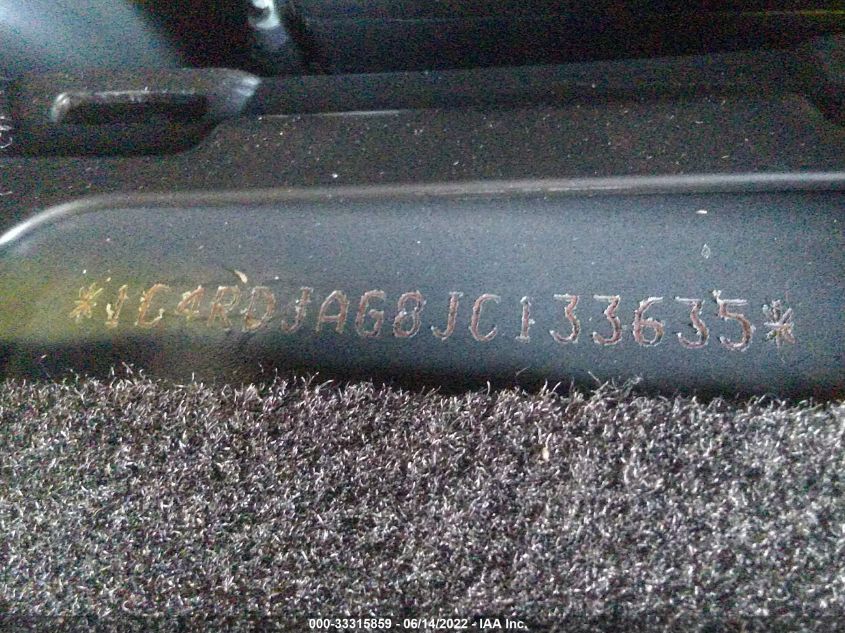 *1C4RDJAG8JC133635*
000-33315859 - 06/14/2022 - IAA Inc.